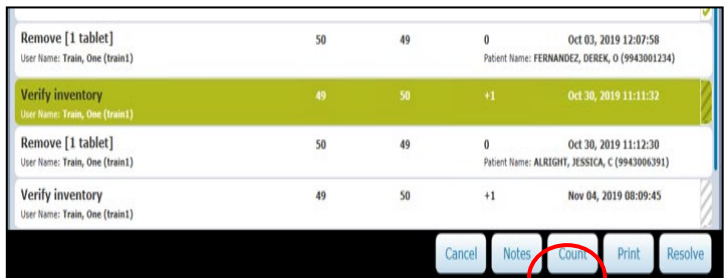 Remove [1 tablet] 50 49 0 Oct 03, 2019 12:07:58
User Name: Train, One (train1) Patient Name: FERNANDEZ, DEREK, O (9943001234)
Verify inventory 49 50 +1 Oct 30, 2019 11:11:32
User Name: Train, One (train1)
Remove [1 tablet] 50 49 0 Oct 30, 2019 11:12:30
User Name: Train, One (train1) Patient Name: ALRIGHT, JESSICA, C (9943006391)
Verify inventory 49 50 +1 Nov 04, 2019 08:09:45
User Name: Train, One (train1)
Cancel Notes Count Print Resolve